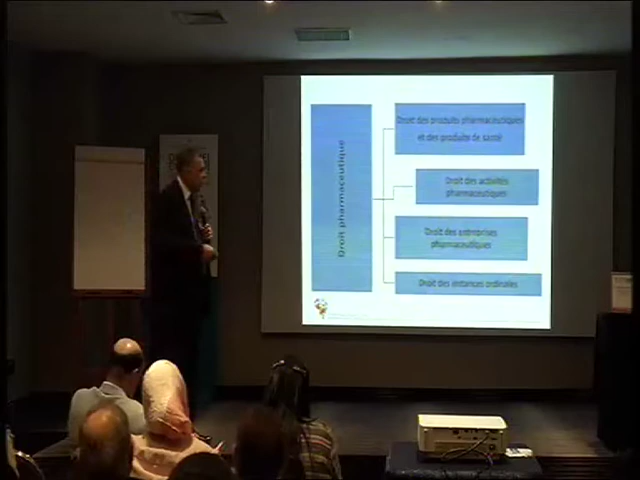 Droit pharmaceutique
Droit des produits pharmaceutiques
et des produits de santé
Droit des activités
pharmaceutiques
Droit des entreprises
pharmaceutiques
Droit des instances ordinales